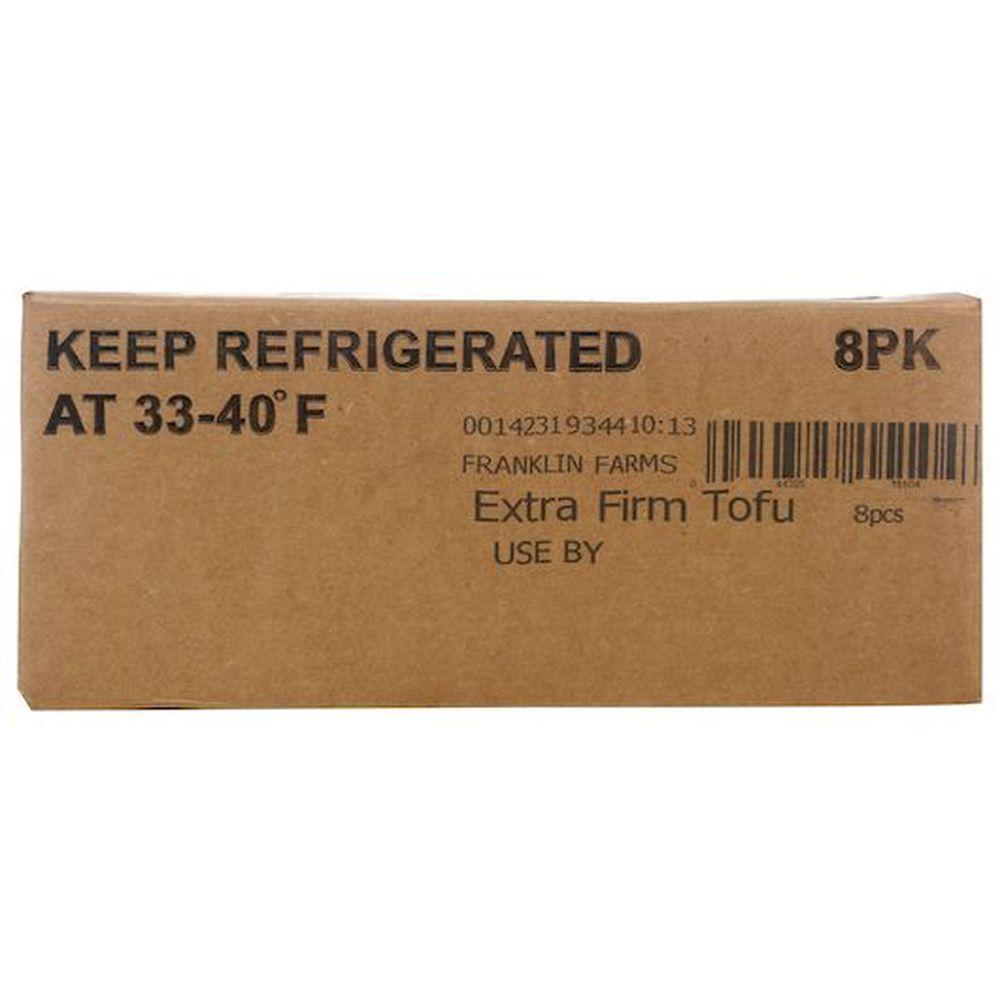 KEEP REFRIGERATED 8PK
AT 33-40°F
0014231934410:13
FRANKLIN FARMS
Extra Firm Tofu 8pcs
USE BY